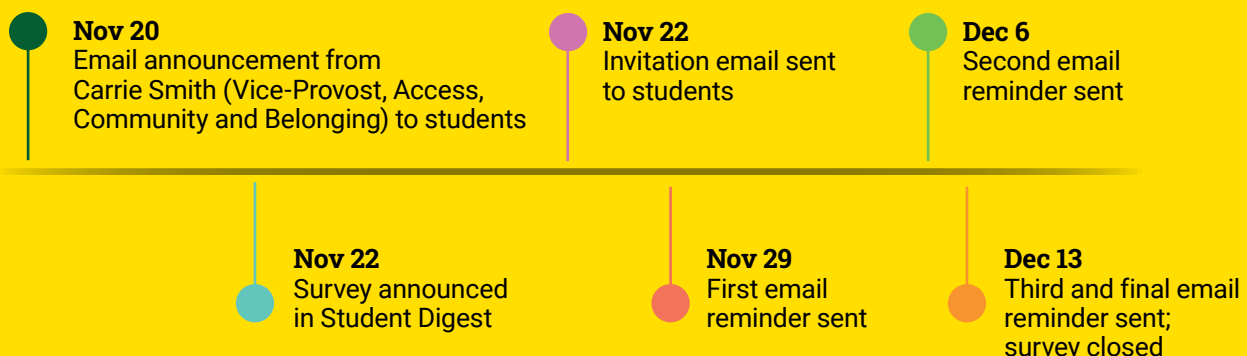 Nov 20
Email announcement from
Carrie Smith (Vice-Provost, Access,
Community and Belonging) to students
Nov 22
Invitation email sent
to students
Dec 6
Second email
reminder sent
Nov 22
Survey announced
in Student Digest
Nov 29
First email
reminder sent
Dec 13
Third and final email
reminder sent;
survey closed